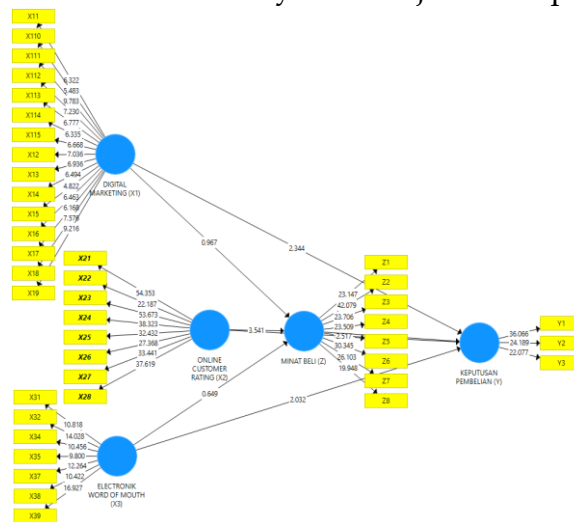 X11
X110
X111
X112
X113
X114
X115
X12
X13
X14
X15
X16
X17
X18
X19
6.322
5.483
9.783
7.230
6.777
6.335
6.668
7.036
6.936
6.494
4.822
6.463
6.168
7.576
9.216
DIGITAL
MARKETING (X1)
0.967
2.344
X21
X22
X23
X24
X25
X26
X27
X28
54.353
22.187
53.673
38.323
32.432
27.368
33.441
37.619
ONLINE
CUSTOMER
RATING (X2)
3.541
MINAT BELI (Z)
Z1
Z2
Z3
Z4
Z5
Z6
Z7
Z8
23.147
42.079
23.706
23.509
2.517
30.345
26.103
19.948
KEPUTUSAN
PEMBELIAN (Y)
36.066
24.189
22.077
Y1
Y2
Y3
0.649
2.032
X31
X32
X34
X35
X37
X38
X39
10.818
14.028
10.456
9.800
12.264
10.422
16.927
ELECTRONIK
WORD OF MOUTH
(X3)